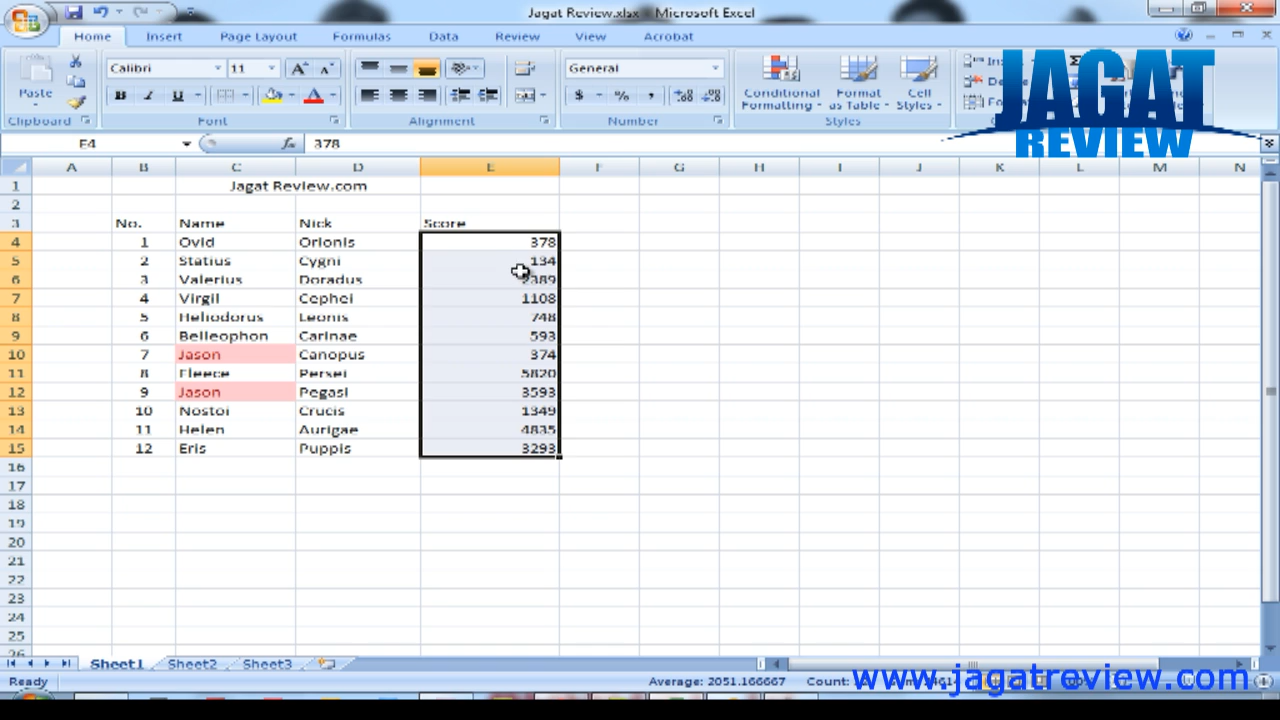 Jagat Review.xlsx - Microsoft Excel
Home Insert Page Layout Formulas Data Review View Acrobat
Calibri 11 General
Paste
Conditional Formatting Format as Table Cell Styles
Clipboard Font Alignment Number Styles
JAGAT
REVIEW
E4 378
A B C D E F G H I J K L M N
1 Jagat Review.com
2
3 No. Name Nick Score
4 1 Ovid Orionis 378
5 2 Statius Cygni 134
6 3 Valerius Doradus 2389
7 4 Virgil Cephei 1108
8 5 Heliodorus Leonis 748
9 6 Belleophon Carinae 593
10 7 Jason Canopus 374
11 8 Fleece Persei 5820
12 9 Jason Pegasi 3593
13 10 Nostoi Crucis 1349
14 11 Helen Aurigae 4835
15 12 Eris Puppis 3293
16
17
18
19
20
21
22
23
24
25
26
Sheet1 Sheet2 Sheet3
Ready Average: 2051.166667 Count:
www.jagatreview.com